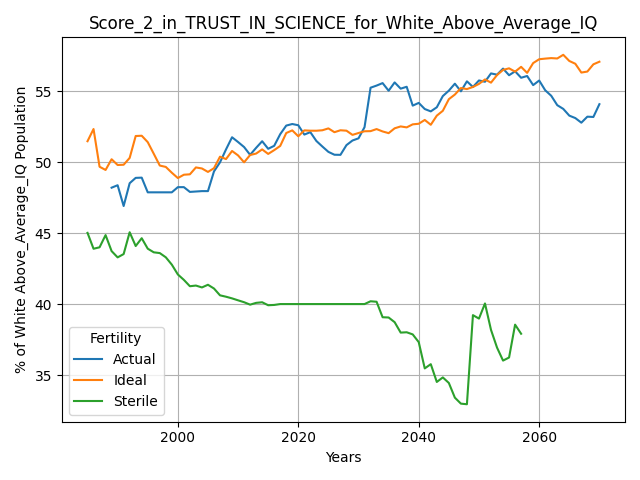 Score_2_in_TRUST_IN_SCIENCE_for_White_Above_Average_IQ
% of White Above_Average_IQ Population
55
50
45
40
35
Fertility
Actual
Ideal
Sterile
2000 2020 2040 2060
Years